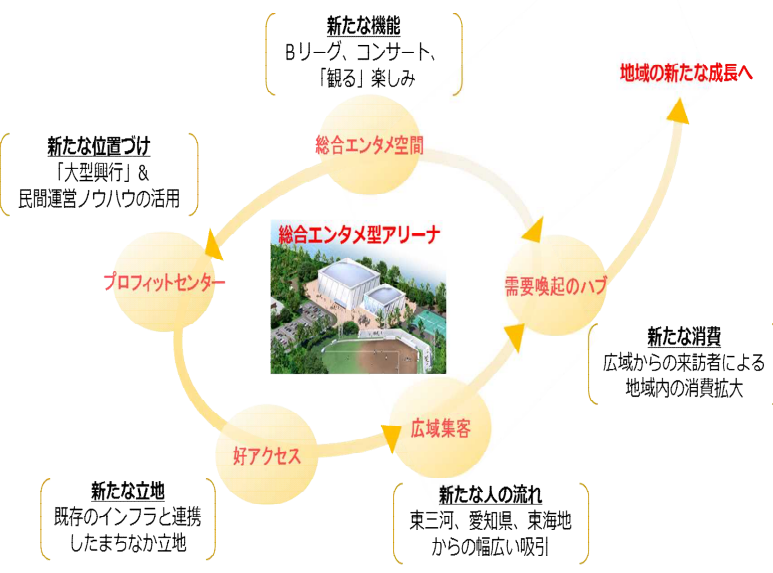 新たな機能
Bリーグ、コンサート、
「観る」楽しみ
地域の新たな成長へ
新たな位置づけ
「大型興行」&
民間運営ノウハウの活用
総合エンタメ空間
総合エンタメ型アリーナ
プロフィットセンター
需要喚起のハブ
新たな消費
広域からの来訪者による
地域内の消費拡大
広域集客
好アクセス
新たな立地
既存のインフラと連携
したまちなか立地
新たな人の流れ
東三河、愛知県、東海地
からの幅広い吸引